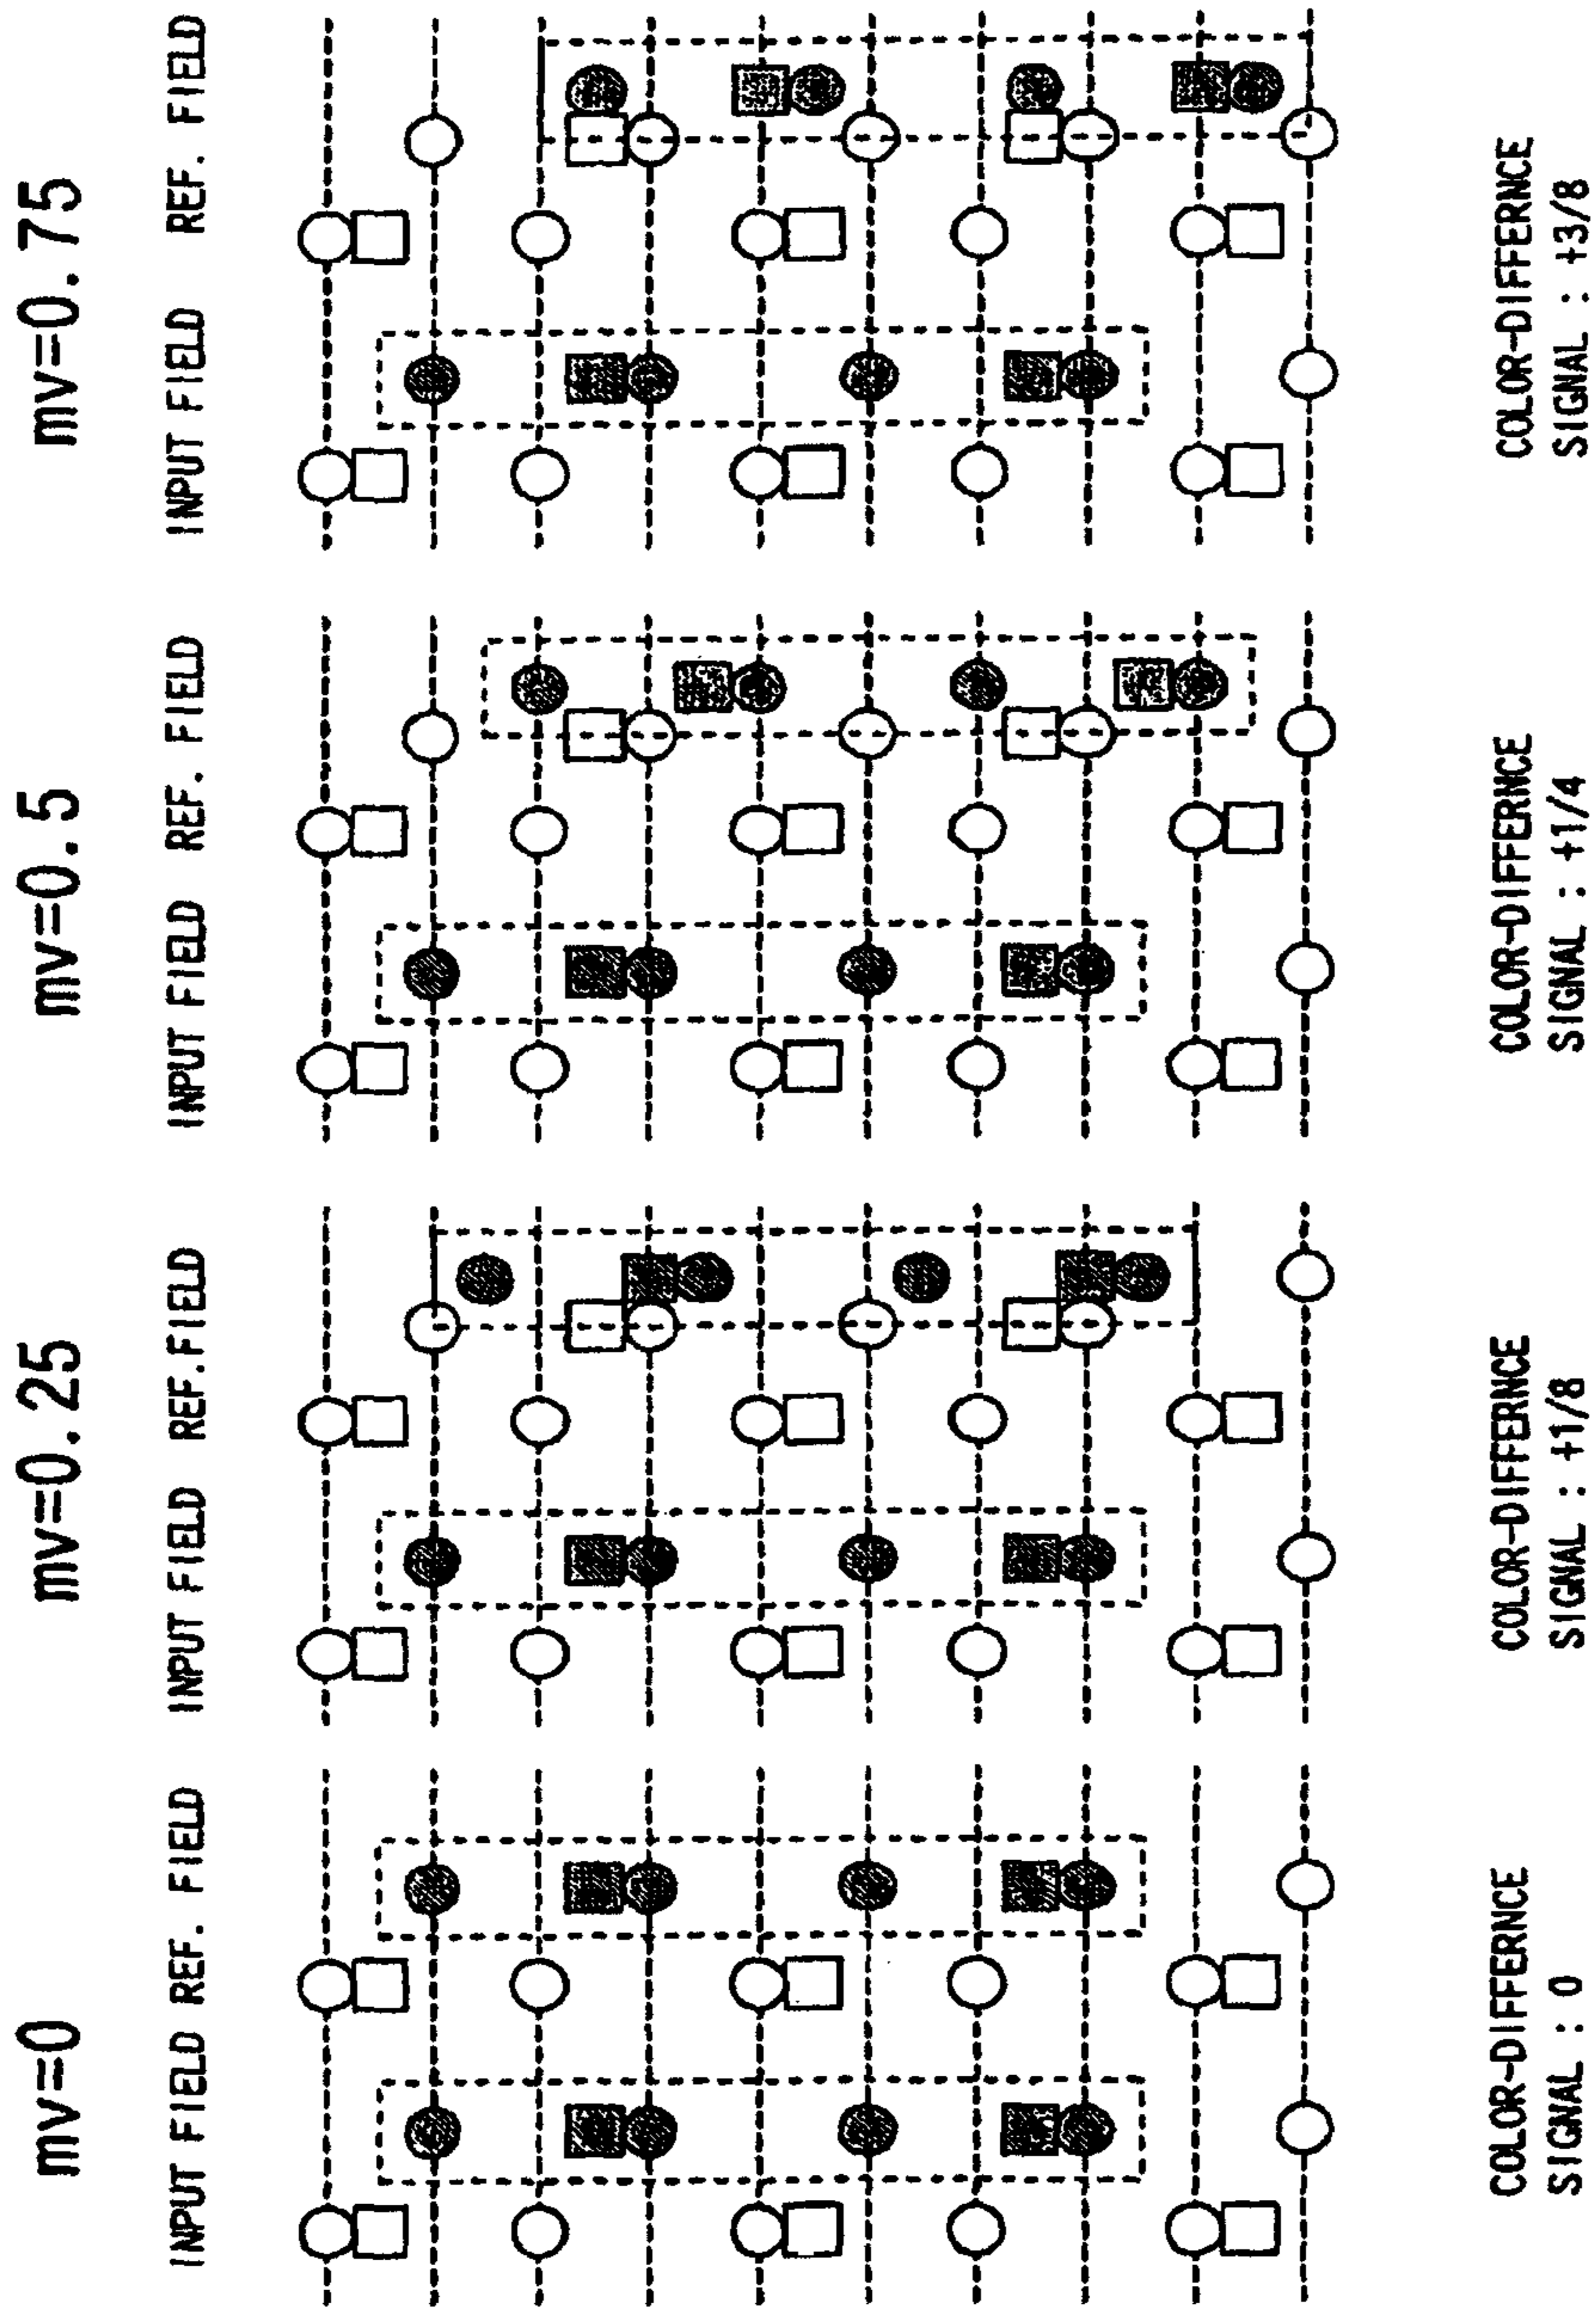 mv=0
INPUT FIELD REF. FIELD
COLOR-DIFFERNCE
SIGNAL : 0
mv=0.25
INPUT FIELD REF.FIELD
COLOR-DIFFERNCE
SIGNAL : +1/8
mv=0.5
INPUT FIELD REF. FIELD
COLOR-DIFFERNCE
SIGNAL : +1/4
mv=0.75
INPUT FIELD REF. FIELD
COLOR-DIFFERNCE
SIGNAL : +3/8